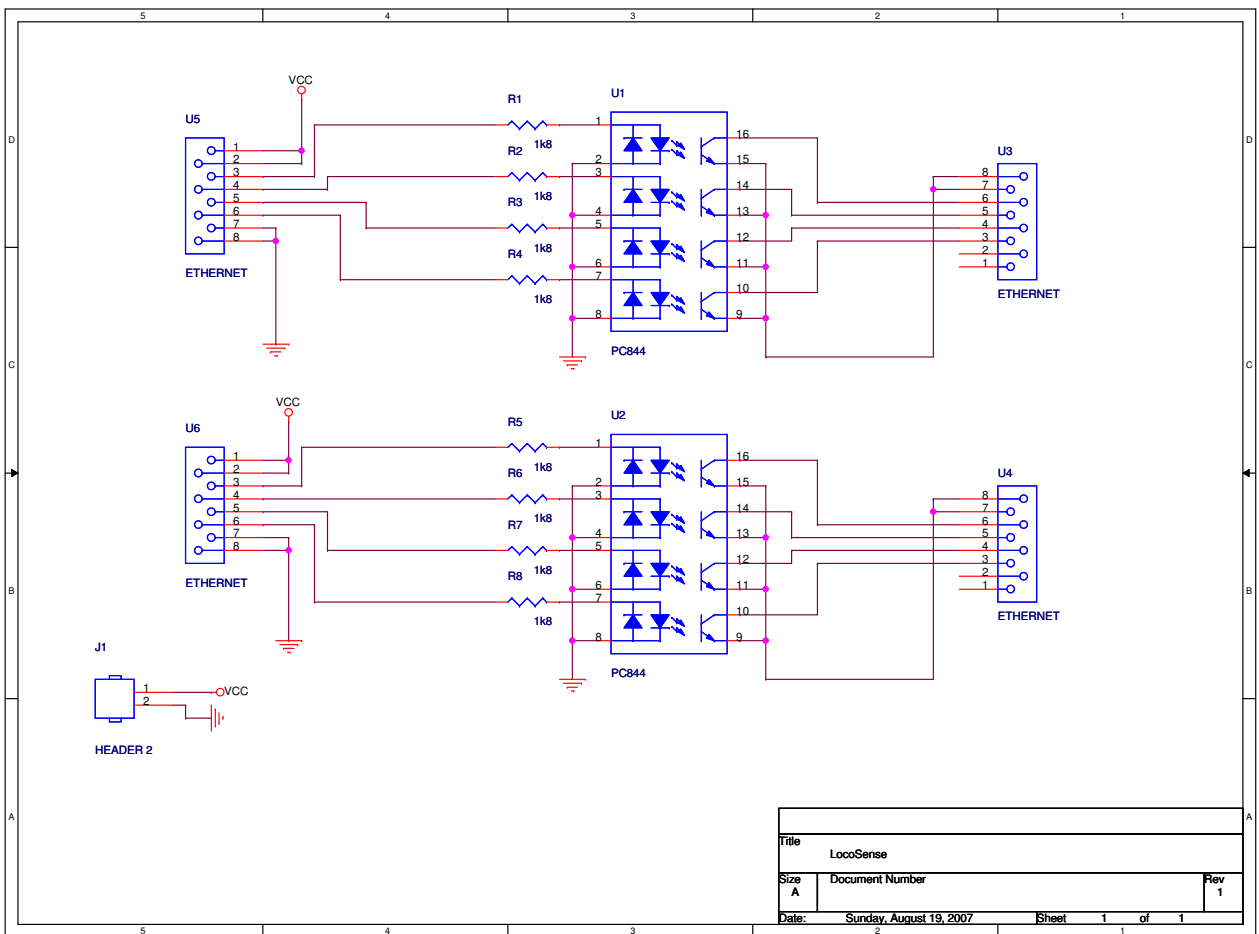 5 4 3 2 1
D D
C C
B B
A A
VCC
U5
1
2
3
4
5
6
7
8
ETHERNET
R1
1k8
R2
1k8
R3
1k8
R4
1k8
U1
1
2
3
4
5
6
7
8
16
15
14
13
12
11
10
9
PC844
U3
8
7
6
5
4
3
2
1
ETHERNET
VCC
U6
1
2
3
4
5
6
7
8
ETHERNET
R5
1k8
R6
1k8
R7
1k8
R8
1k8
U2
1
2
3
4
5
6
7
8
16
15
14
13
12
11
10
9
PC844
U4
8
7
6
5
4
3
2
1
ETHERNET
J1
1
2
VCC
HEADER 2
Title
LocoSense
Size Document Number Rev
A 1
Date: Sunday, August 19, 2007 Sheet 1 of 1
5 4 3 2 1